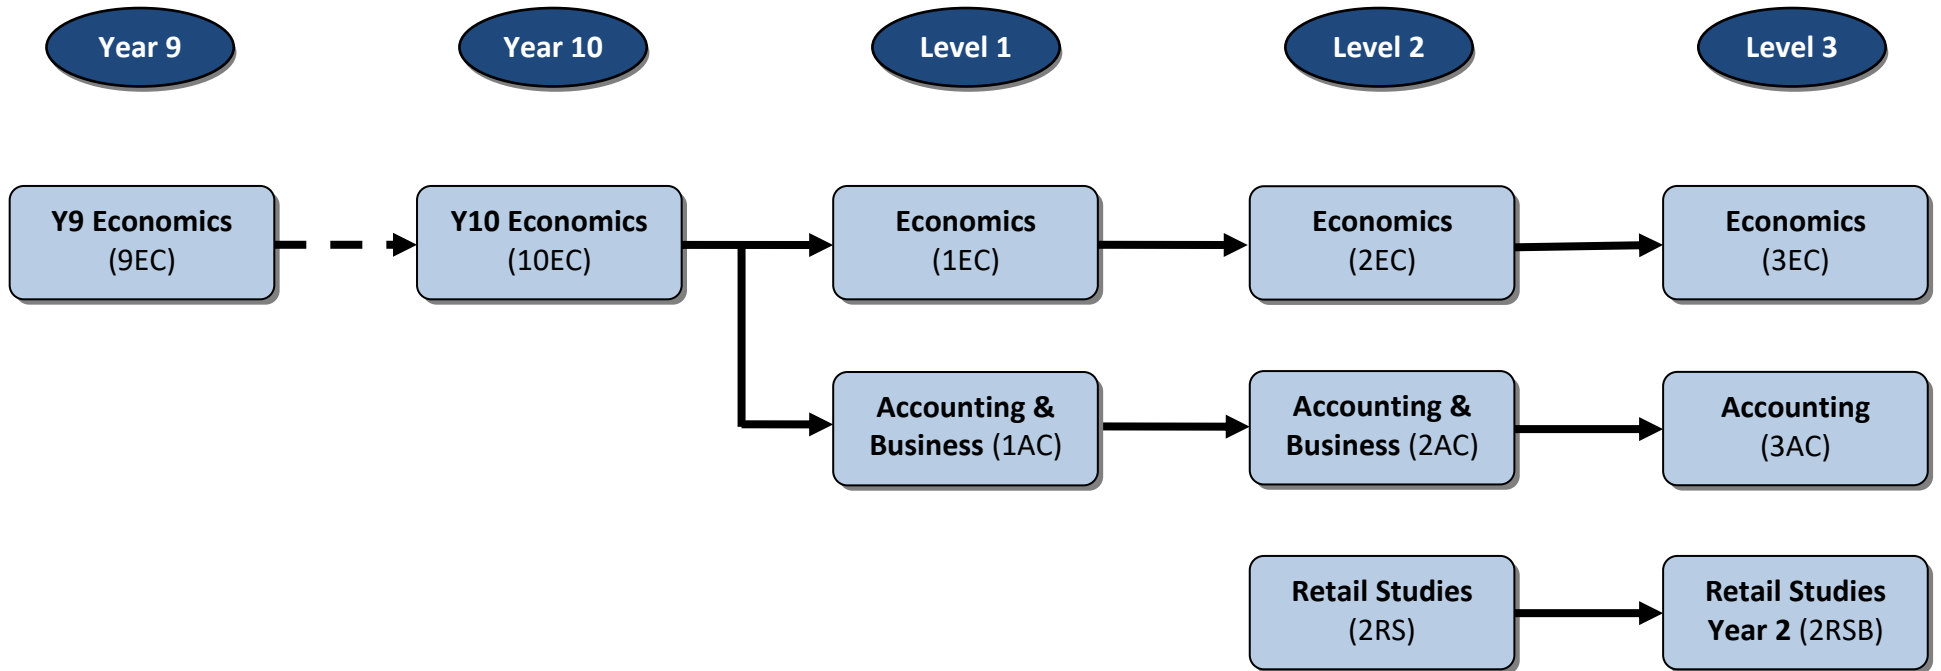 Year 9
Year 10
Level 1
Level 2
Level 3
Y9 Economics
(9EC)
Y10 Economics
(10EC)
Economics
(1EC)
Economics
(2EC)
Economics
(3EC)
Accounting &
Business (1AC)
Accounting &
Business (2AC)
Accounting
(3AC)
Retail Studies
(2RS)
Retail Studies
Year 2 (2RSB)